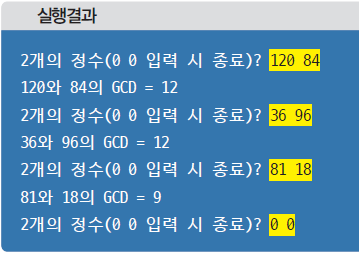 실행결과
2개의 정수(0 0 입력 시 종료)? 120 84
120와 84의 GCD = 12
2개의 정수(0 0 입력 시 종료)? 36 96
36와 96의 GCD = 12
2개의 정수(0 0 입력 시 종료)? 81 18
81와 18의 GCD = 9
2개의 정수(0 0 입력 시 종료)? 0 0